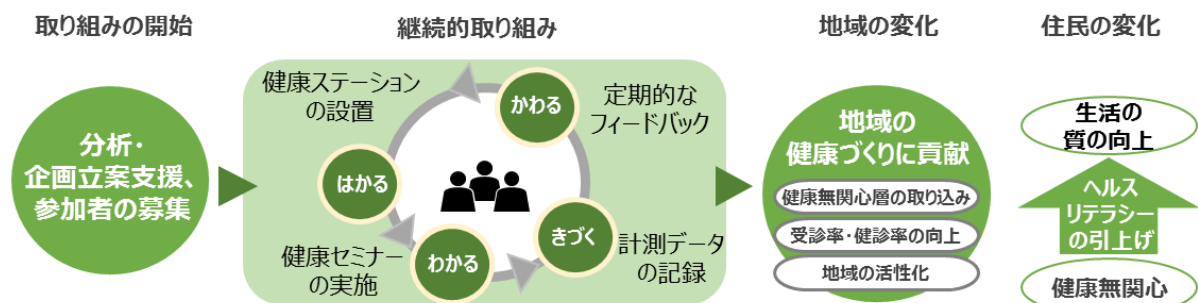 取り組みの開始
分析・
企画立案支援、
参加者の募集
継続的取り組み
健康ステーション
の設置
かわる
定期的な
フィードバック
はかる
健康セミナー
の実施
わかる
きづく
計測データ
の記録
地域の変化
地域の
健康づくりに貢献
健康無関心層の取り込み
受診率・健診率の向上
地域の活性化
住民の変化
生活の
質の向上
ヘルス
リテラシー
の引上げ
健康無関心